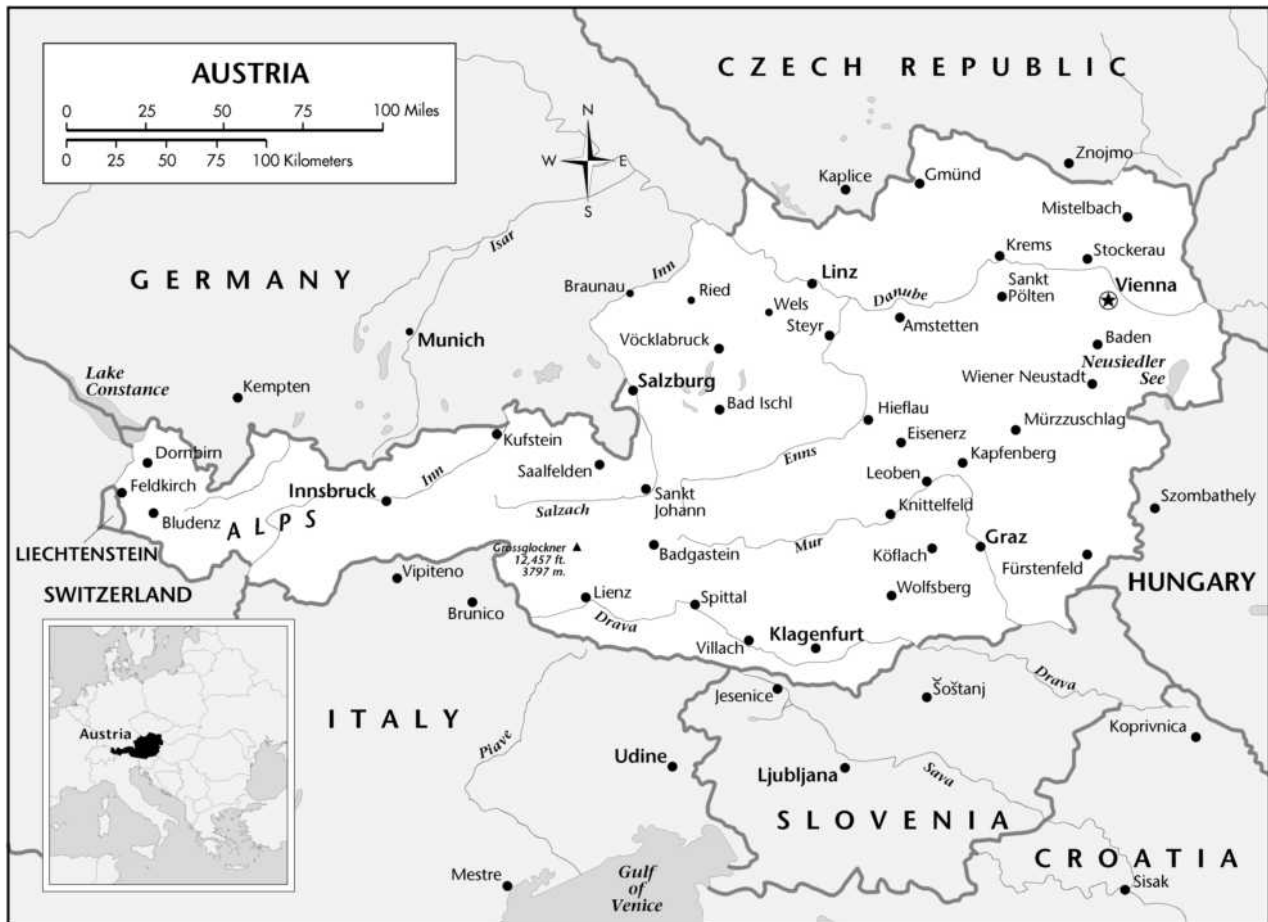 AUSTRIA
0 25 50 75 100 Miles
0 25 50 75 100 Kilometers
N
W E
S
CZECH REPUBLIC
Znojmo
Kaplice
Gmünd
Mistelbach
Isar
Krems
Stockerau
GERMANY
Inn
Linz
Braunau
Ried
Wels
Danube
Sankt
Pölten
Vienna
Munich
Steyr
Amstetten
Vöcklabruck
Baden
Neusiedler
See
Lake
Constance
Kempten
Salzburg
Wiener Neustadt
Bad Ischl
Hieflau
Mürzzuschlag
Kufstein
Eisenerz
Dornbirn
Saalfelden
Enns
Kapfenberg
Inn
Leoben
Feldkirch
Innsbruck
Sankt
Johann
Knittelfeld
Szombathely
Bludenz
ALPS
Salzach
LIECHTENSTEIN
Grossglockner
12,457 ft.
3797 m.
Badgastein
Mur
Köflach
Graz
Fürstenfeld
SWITZERLAND
Vipiteno
HUNGARY
Brunico
Lienz
Spittal
Wolfsberg
Drava
Villach
Klagenfurt
Jesenice
Šoštanj
Drava
ITALY
Austria
Piave
Koprivnica
Udine
Ljubljana
Sava
SLOVENIA
CROATIA
Mestre
Gulf
of
Venice
Sisak